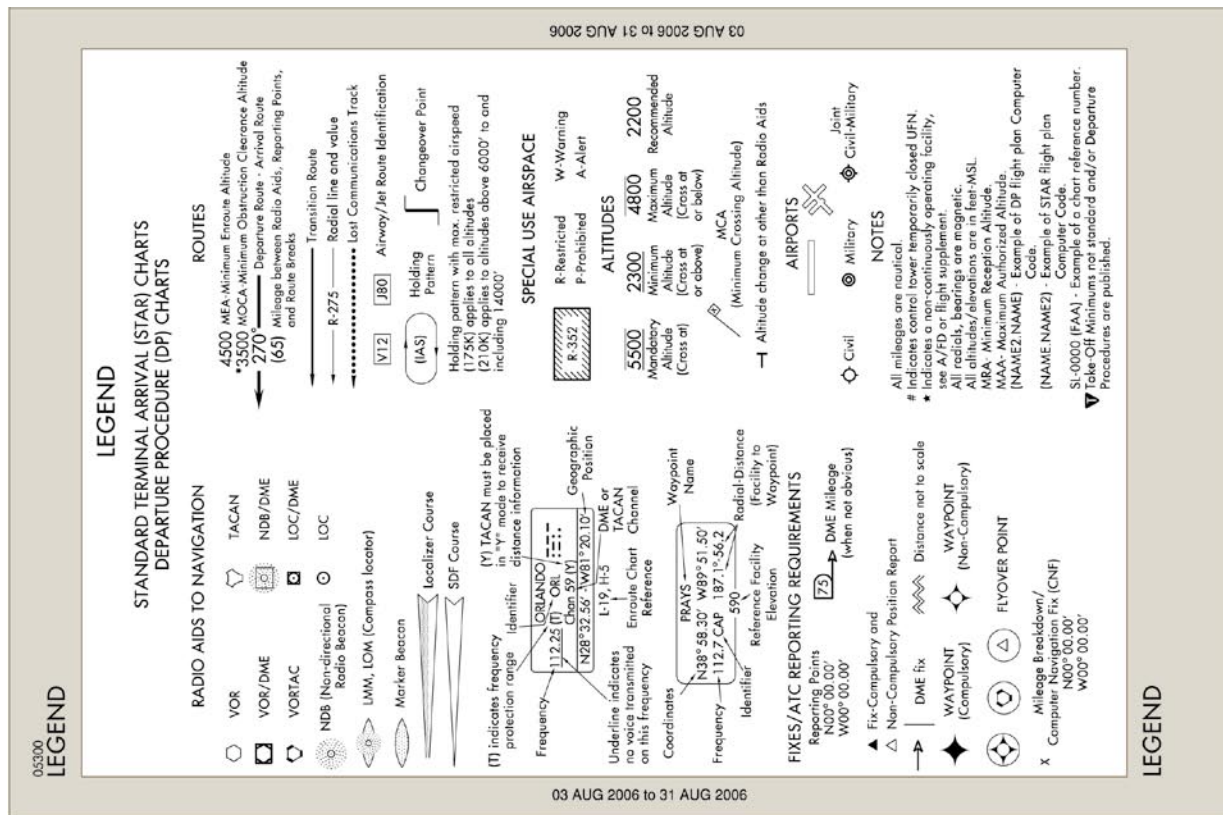 05300
LEGEND
LEGEND
STANDARD TERMINAL ARRIVAL (STAR) CHARTS
DEPARTURE PROCEDURE (DP) CHARTS
RADIO AIDS TO NAVIGATION
VOR
TACAN
VOR/DME
NDB/DME
VORTAC
LOC/DME
NDB (Non-directional
Radio Beacon)
LOC
LMM, LOM (Compass locator)
Marker Beacon
Localizer Course
SDF Course
(T) indicates frequency
protection range
Identifier
(Y) TACAN must be placed
in "Y" mode to receive
distance information
Frequency
ORLANDO
112.25 (T) ORL
Chan 59 (Y)
N28° 32.56' -W81° 20.10'
Geographic
Position
L-19, H-5
DME or
TACAN
Channel
Underline indicates
no voice transmitted
on this frequency
Enroute Chart
Reference
Coordinates
PRAYS
Waypoint
Name
N38° 58.30' W89° 51.50'
Frequency
112.7 CAP 187.1°-56.2
590
Radial-Distance
(Facility to
Waypoint)
Identifier
Reference Facility
Elevation
FIXES/ATC REPORTING REQUIREMENTS
Reporting Points
N00° 00.00'
W00° 00.00'
75
DME Mileage
(when not obvious)
Fix-Compulsory and
Non-Compulsory Position Report
DME fix
Distance not to scale
WAYPOINT
(Compulsory)
WAYPOINT
(Non-Compulsory)
FLYOVER POINT
X
Mileage Breakdown/
Computer Navigation Fix (CNF)
N00° 00.00'
W00° 00.00'
ROUTES
4500 MEA-Minimum Enroute Altitude
*3500 MOCA-Minimum Obstruction Clearance Altitude
270° Departure Route - Arrival Route
(65) Mileage between Radio Aids, Reporting Points,
and Route Breaks
Transition Route
R-275 Radial line and value
Lost Communications Track
V12 J80 Airway/Jet Route Identification
(IAS)
Holding
Pattern
Changeover Point
Holding pattern with max. restricted airspeed
(175K) applies to all altitudes
(210K) applies to altitudes above 6000' to and
including 14000'
SPECIAL USE AIRSPACE
R-352
R-Restricted
W-Warning
P-Prohibited
A-Alert
ALTITUDES
5500
Mandatory
Altitude
(Cross at)
2300
Minimum
Altitude
(Cross at
or above)
4800
Maximum
Altitude
(Cross at
or below)
2200
Recommended
Altitude
MCA
(Minimum Crossing Altitude)
Altitude change at other than Radio Aids
AIRPORTS
Civil
Military
Joint
Civil-Military
NOTES
All mileages are nautical.
# Indicates control tower temporarily closed UFN.
★ Indicates a non-continuously operating facility,
see A/FD or flight supplement.
All radials, bearings are magnetic.
All altitudes/elevations are in feet-MSL.
MRA- Minimum Reception Altitude.
MAA- Maximum Authorized Altitude.
(NAME2.NAME) - Example of DP flight plan Computer
Code.
(NAME.NAME2) - Example of STAR flight plan
Computer Code.
SL-0000 (FAA) - Example of a chart reference number.
T Take-Off Minimums not standard and/or Departure
Procedures are published.
LEGEND
03 AUG 2006 to 31 AUG 2006
03 AUG 2006 to 31 AUG 2006